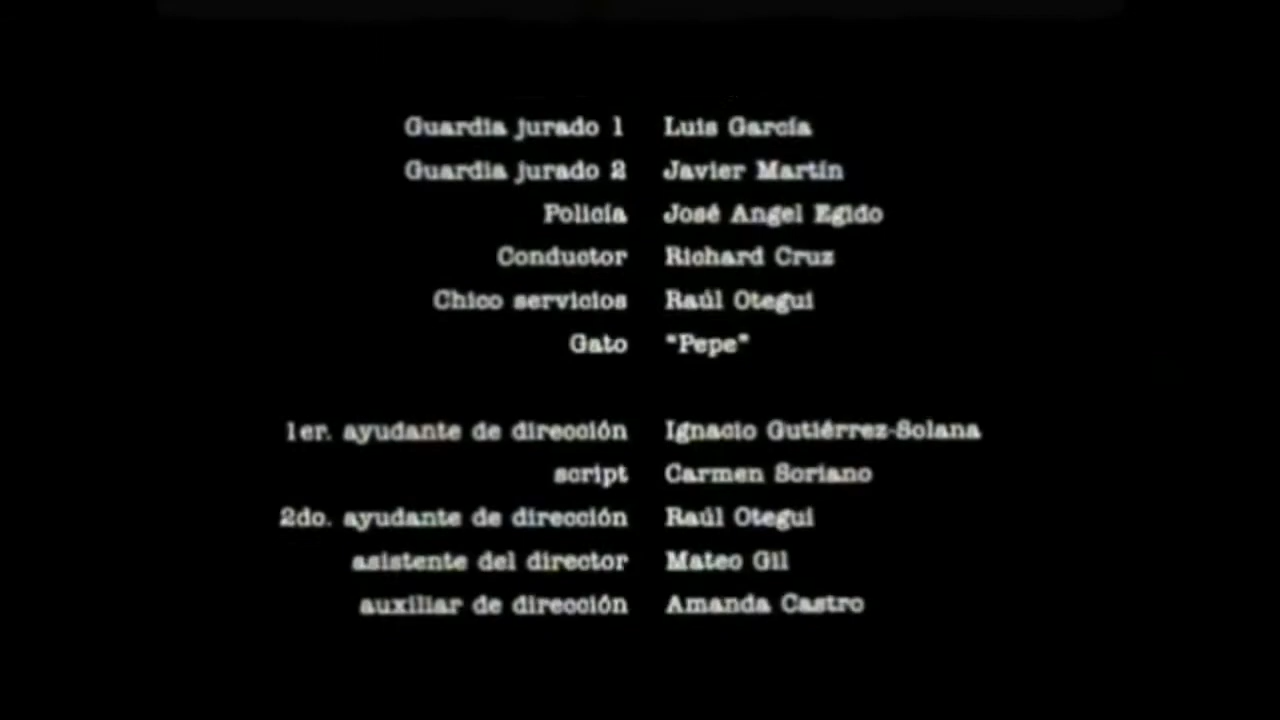 Guardia jurado 1 Luis García
Guardia jurado 2 Javier Martín
Policía José Angel Egido
Conductor Richard Cruz
Chico servicios Raúl Otegui
Gato "Pepe"
1er. ayudante de dirección Ignacio Gutiérrez-Solana
script Carmen Soriano
2do. ayudante de dirección Raúl Otegui
asistente del director Mateo Gil
auxiliar de dirección Amanda Castro